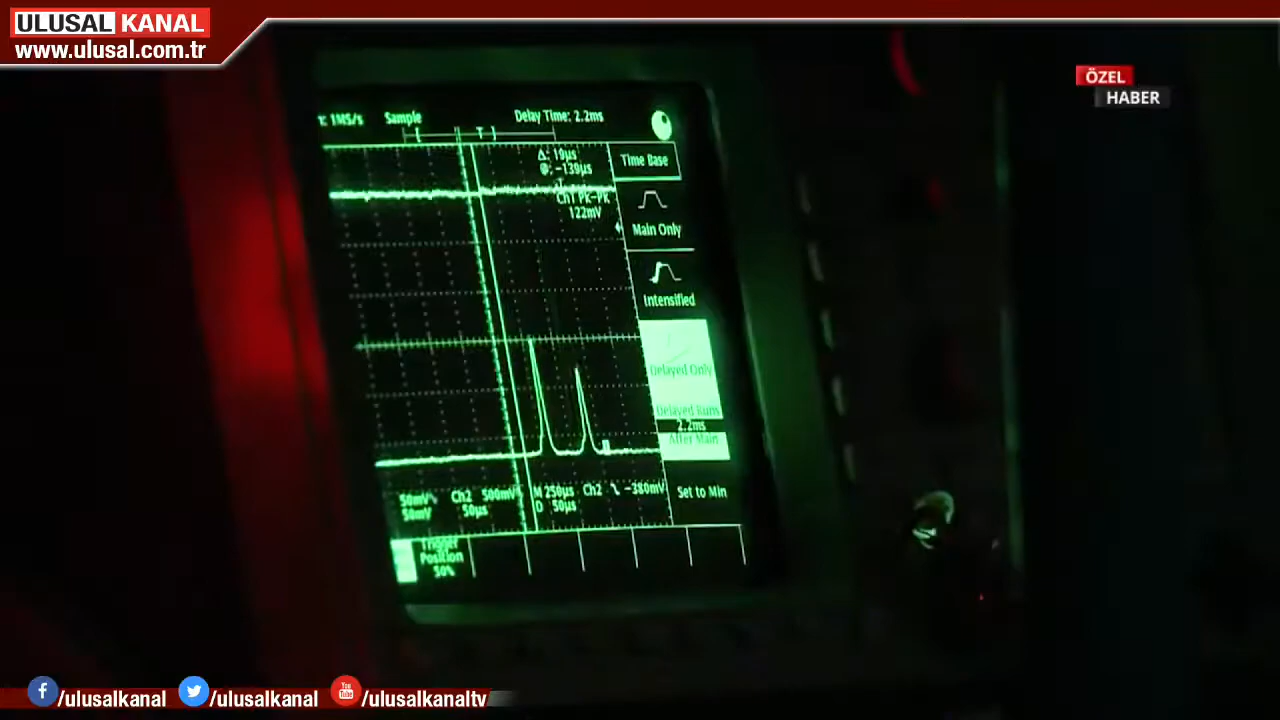 ULUSAL KANAL
www.ulusal.com.tr
ÖZEL
HABER
1MS/s Sample Delay Time: 2.2ms
Δ: 19µs
@: -139µs
Ch1 Pk-Pk
122mV
Time Base
Main Only
Intensified
Delayed Only
Delayed Runs
2.2ms
After Main
Set to Min
50mV Ch2 500mV M 250µs Ch2 -380mV
50mV 50µs D 50µs
Trigger
Position
50%
/ulusalkanal /ulusalkanal /ulusalkanaltv